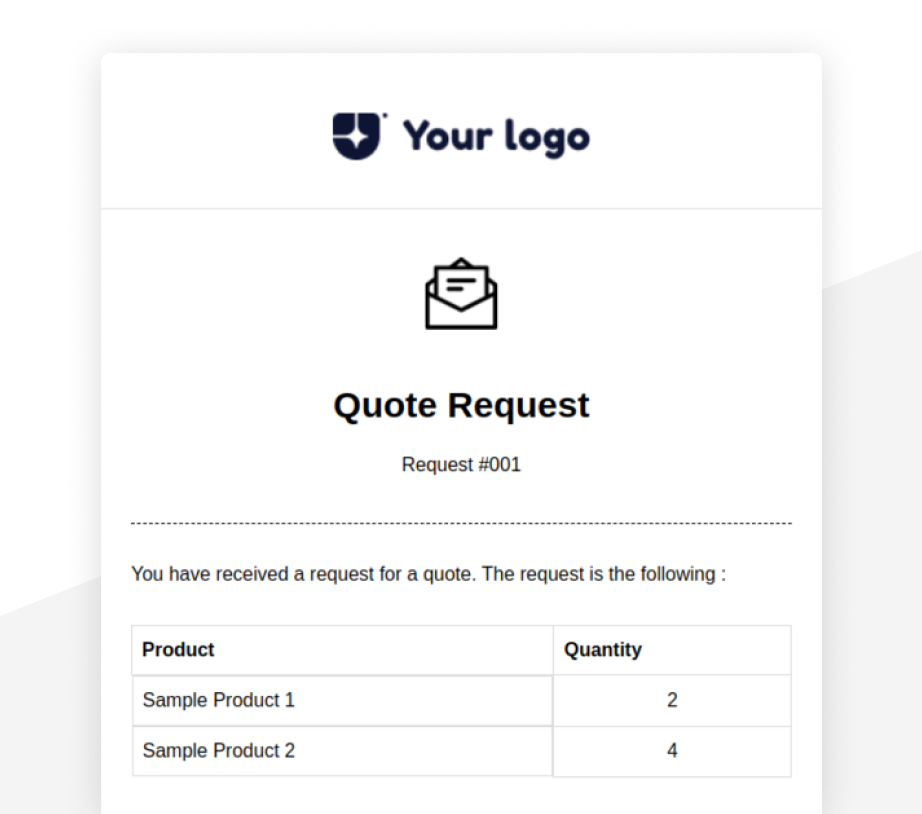 Your logo
Quote Request
Request #001
You have received a request for a quote. The request is the following :
Product Quantity
Sample Product 1 2
Sample Product 2 4